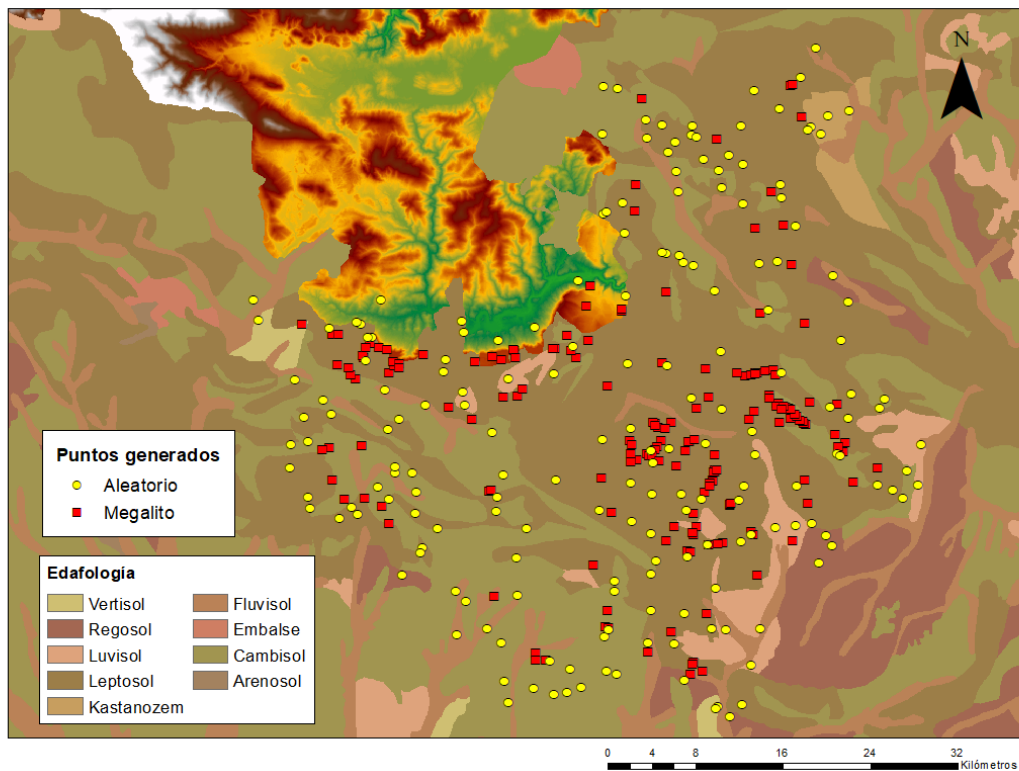 N
Puntos generados
Aleatorio
Megalito
Edafología
Vertisol
Fluvisol
Regosol
Embalse
Luvisol
Cambisol
Leptosol
Arenosol
Kastanozem
0 4 8 16 24 32
Kilómetros